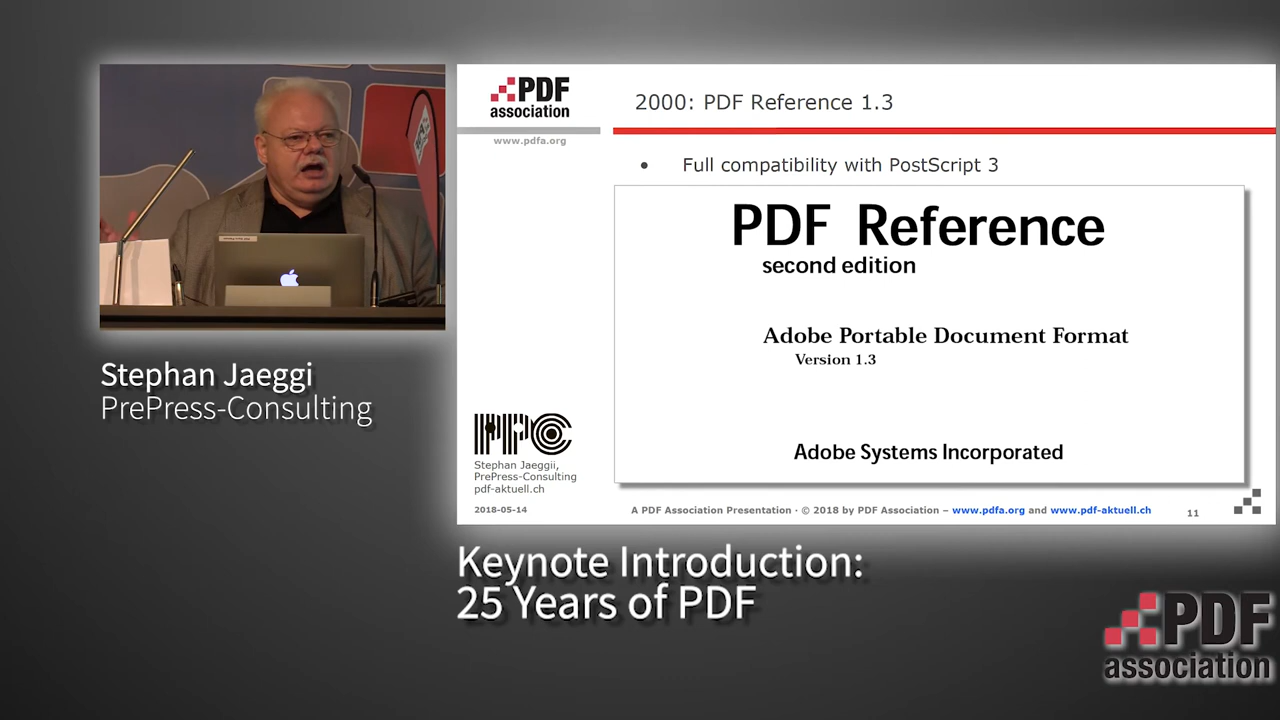 Stephan Jaeggi
PrePress-Consulting
PDF
association
www.pdfa.org
2000: PDF Reference 1.3
• Full compatibility with PostScript 3
PDF Reference
second edition
Adobe Portable Document Format
Version 1.3
Adobe Systems Incorporated
PPC
Stephan Jaeggii,
PrePress-Consulting
pdf-aktuell.ch
2018-05-14
A PDF Association Presentation · © 2018 by PDF Association – www.pdfa.org and www.pdf-aktuell.ch
11
Keynote Introduction:
25 Years of PDF
PDF
association